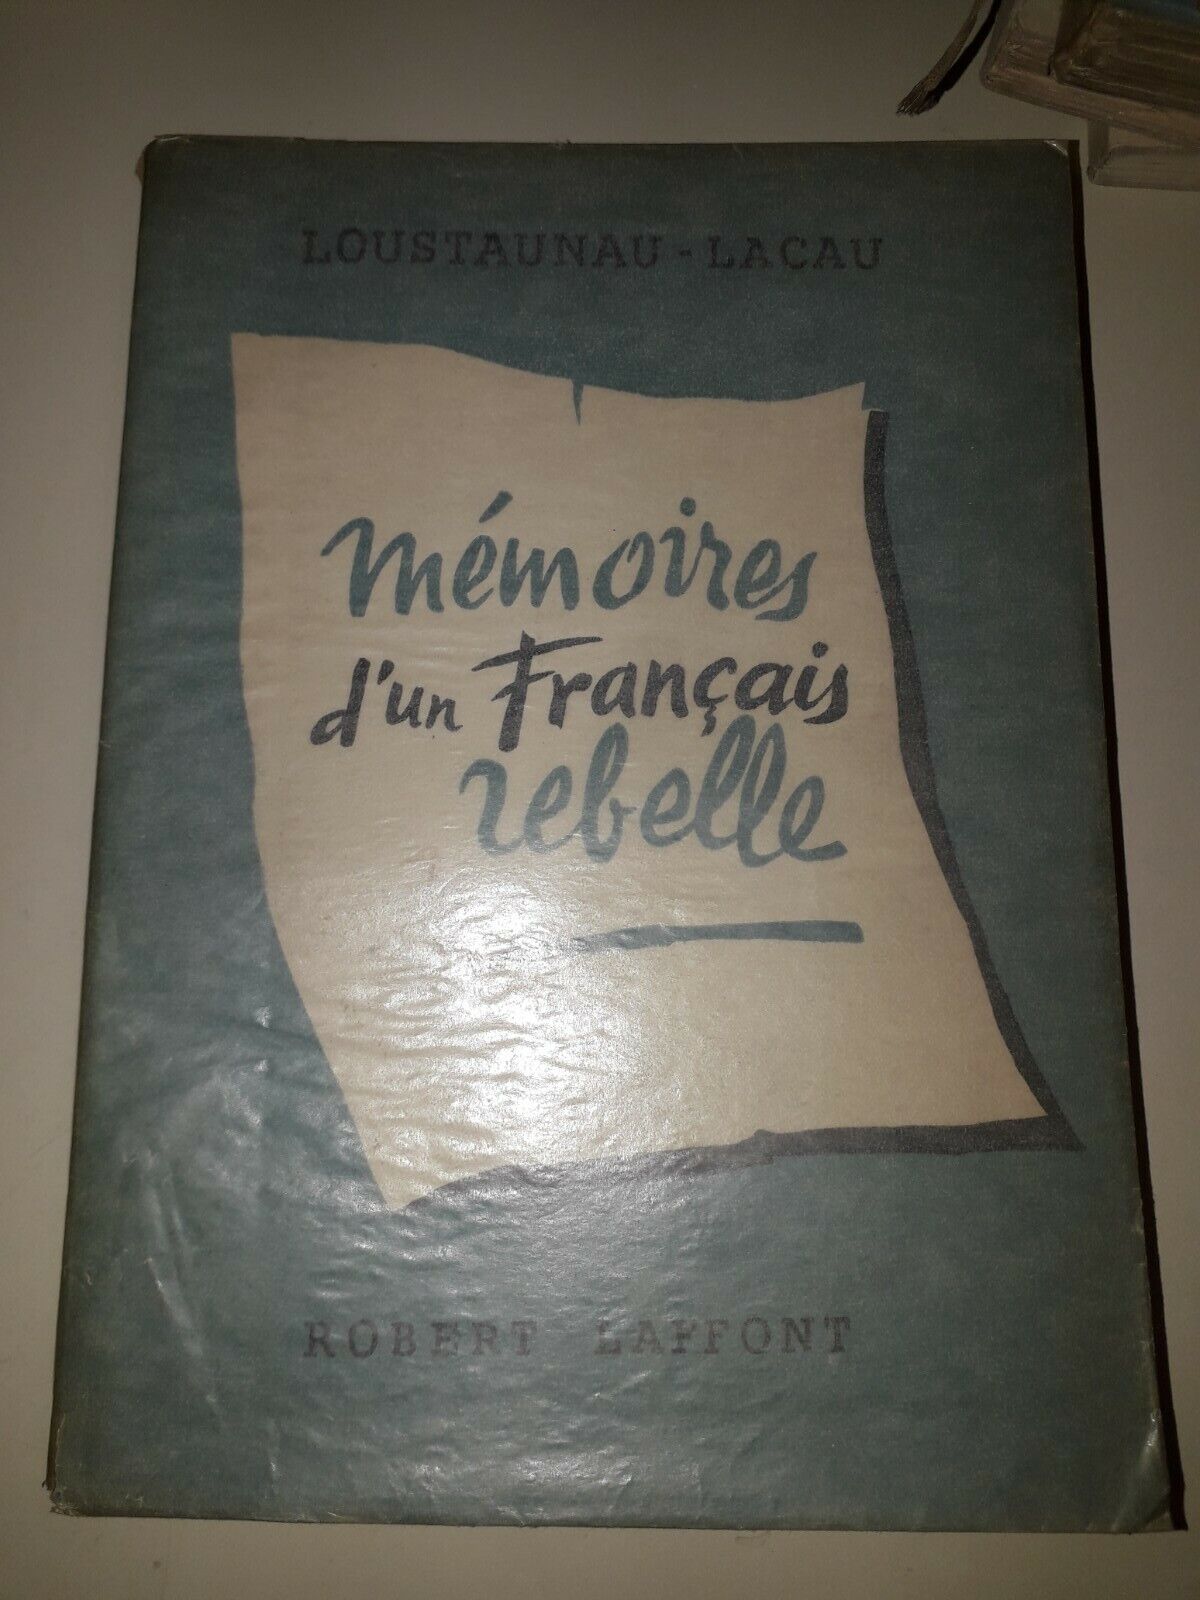 LOUSTAUNAU - LACAU
Mémoires
d'un Français
rebelle
ROBERT LAFFONT